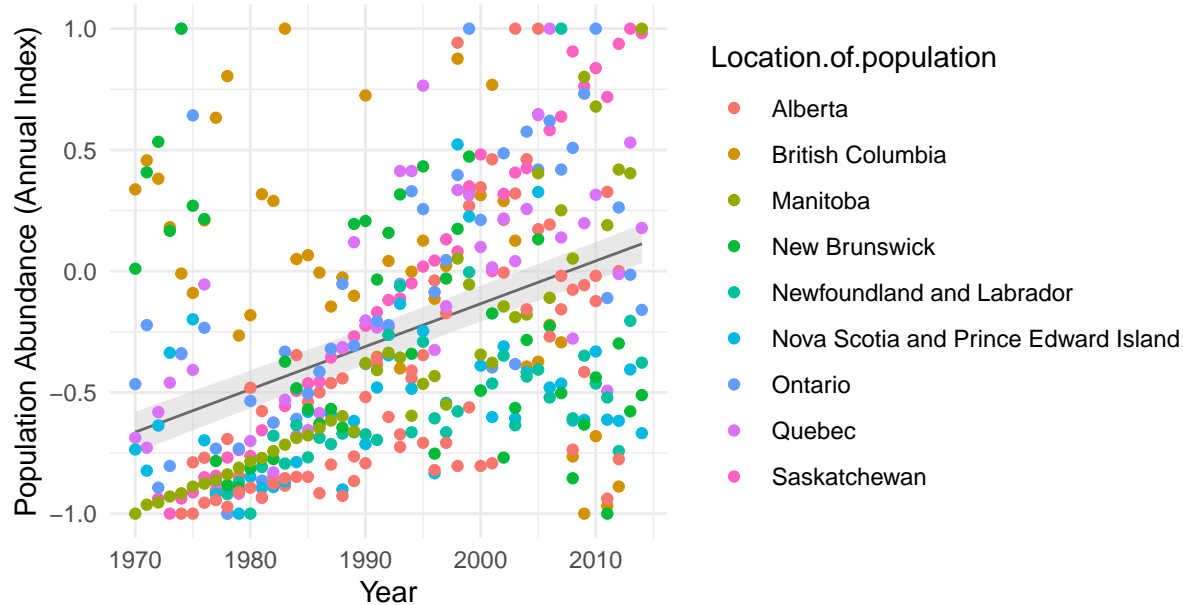 Population Abundance (Annual Index)
1.0
0.5
0.0
−0.5
−1.0
1970
1980
1990
2000
2010
Year
Location.of.population
Alberta
British Columbia
Manitoba
New Brunswick
Newfoundland and Labrador
Nova Scotia and Prince Edward Island
Ontario
Quebec
Saskatchewan